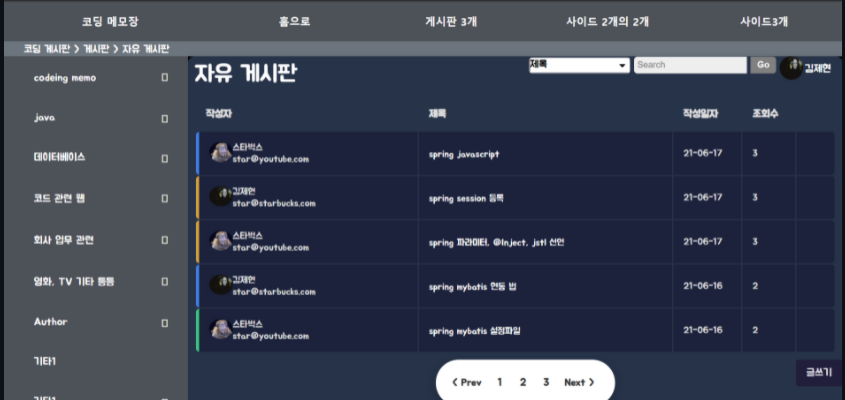 코딩 메모장 홈으로 게시판 3개 사이드 2개의 2개 사이드3개
코딩 게시판 > 게시판 > 자유 게시판
codeing memo
java
데이터베이스
코드 관련 웹
회사 업무 관련
영화, TV 기타 등등
Author
기타1
기타1
자유 게시판
제목 Search Go 김제현
작성자 제목 작성일자 조회수
스타벅스
star@youtube.com
spring javascript 21-06-17 3
김제현
star@starbucks.com
spring session 등록 21-06-17 3
스타벅스
star@youtube.com
spring 파라미터, @Inject, jstl 선언 21-06-17 3
김제현
star@starbucks.com
spring mybatis 연동 법 21-06-16 2
스타벅스
star@youtube.com
spring mybatis 설정파일 21-06-16 2
글쓰기
< Prev 1 2 3 Next >